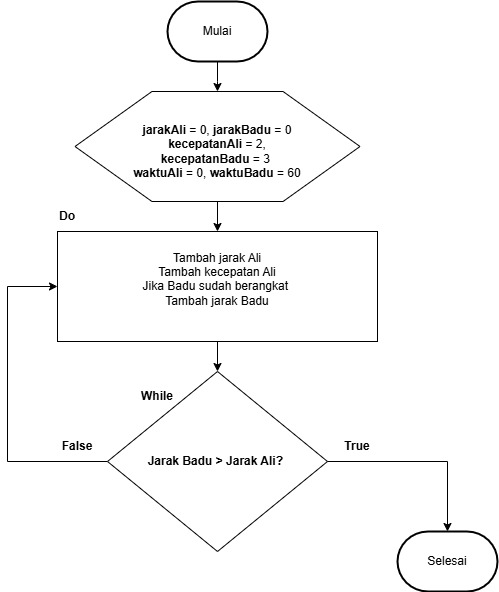 Mulai
jarakAli = 0, jarakBadu = 0
kecepatanAli = 2,
kecepatanBadu = 3
waktuAli = 0, waktuBadu = 60
Do
Tambah jarak Ali
Tambah kecepatan Ali
Jika Badu sudah berangkat
Tambah jarak Badu
While
False
Jarak Badu > Jarak Ali?
True
Selesai